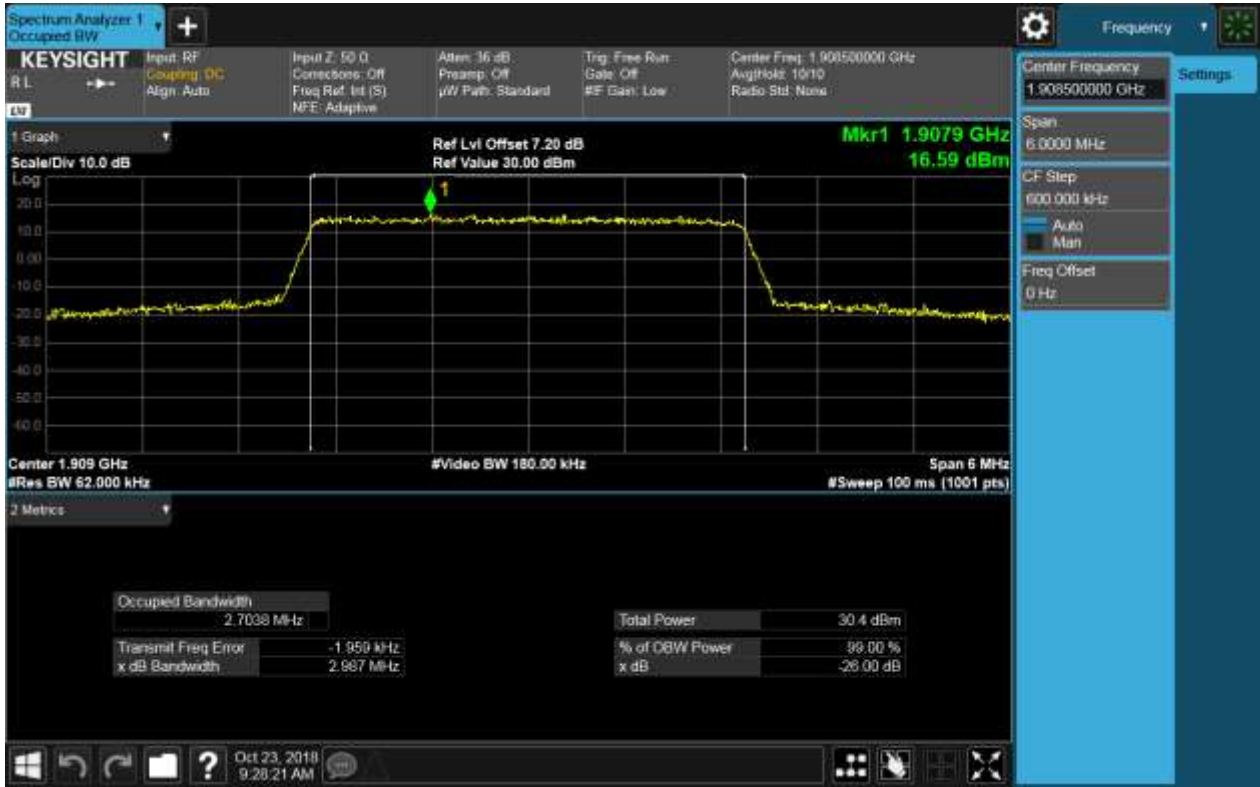 Spectrum Analyzer 1
Occupied BW
+
Frequency
KEYSIGHT
R L
Input: RF
Coupling: DC
Align: Auto
Input Z: 50 Ω
Corrections: Off
Freq Ref: Int (S)
NFE: Adaptive
Atten: 36 dB
Preamp: Off
µW Path: Standard
Trig: Free Run
Gate: Off
#IF Gain: Low
Center Freq: 1.908500000 GHz
Avg|Hold: 10/10
Radio Std: None
Center Frequency
1.908500000 GHz
Settings
Span
6.0000 MHz
CF Step
600.000 kHz
Auto
Man
Freq Offset
0 Hz
1 Graph
Scale/Div 10.0 dB
Ref Lvl Offset 7.20 dB
Ref Value 30.00 dBm
Mkr1 1.9079 GHz
16.59 dBm
Log
1
20.0
10.0
0.00
-10.0
-20.0
-30.0
-40.0
-50.0
-60.0
Center 1.909 GHz
#Video BW 180.00 kHz
Span 6 MHz
#Res BW 62.000 kHz
#Sweep 100 ms (1001 pts)
2 Metrics
Occupied Bandwidth
2.7038 MHz
Total Power 30.4 dBm
Transmit Freq Error -1.959 kHz
% of OBW Power 99.00 %
x dB Bandwidth 2.987 MHz
x dB -26.00 dB
?
Oct 23, 2018
9:28:21 AM